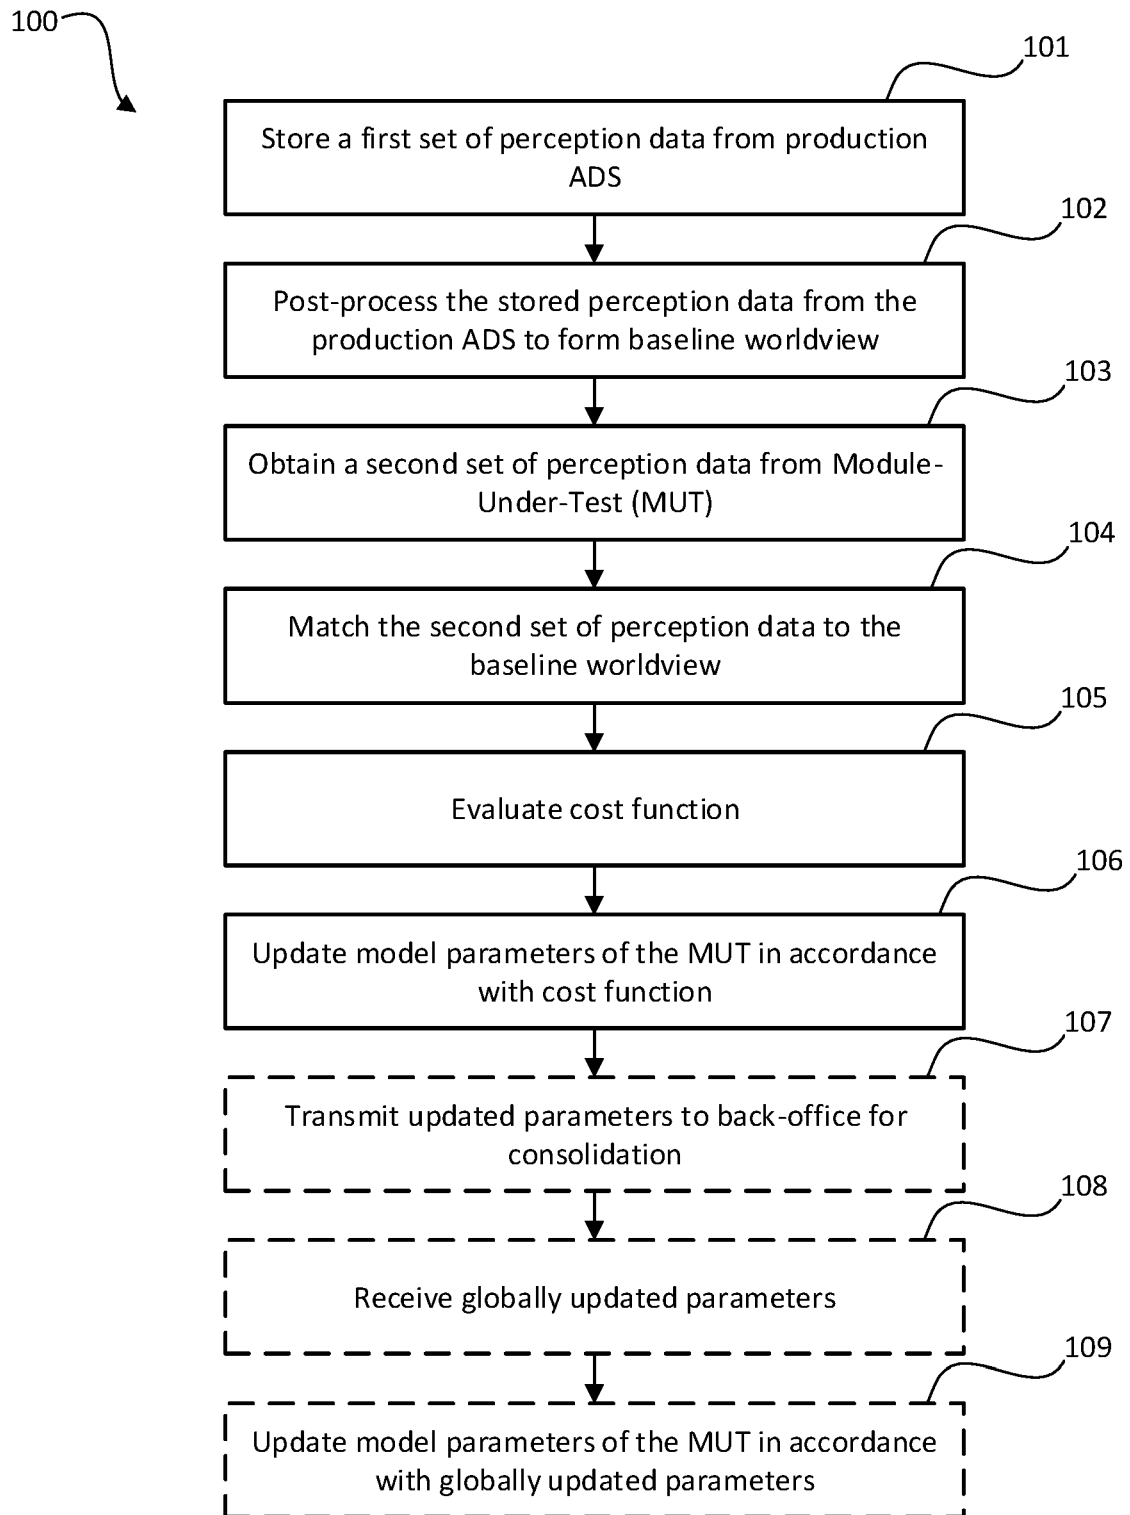 100
101
Store a first set of perception data from production
ADS
102
Post-process the stored perception data from the
production ADS to form baseline worldview
103
Obtain a second set of perception data from Module-
Under-Test (MUT)
104
Match the second set of perception data to the
baseline worldview
105
Evaluate cost function
106
Update model parameters of the MUT in accordance
with cost function
107
Transmit updated parameters to back-office for
consolidation
108
Receive globally updated parameters
109
Update model parameters of the MUT in accordance
with globally updated parameters